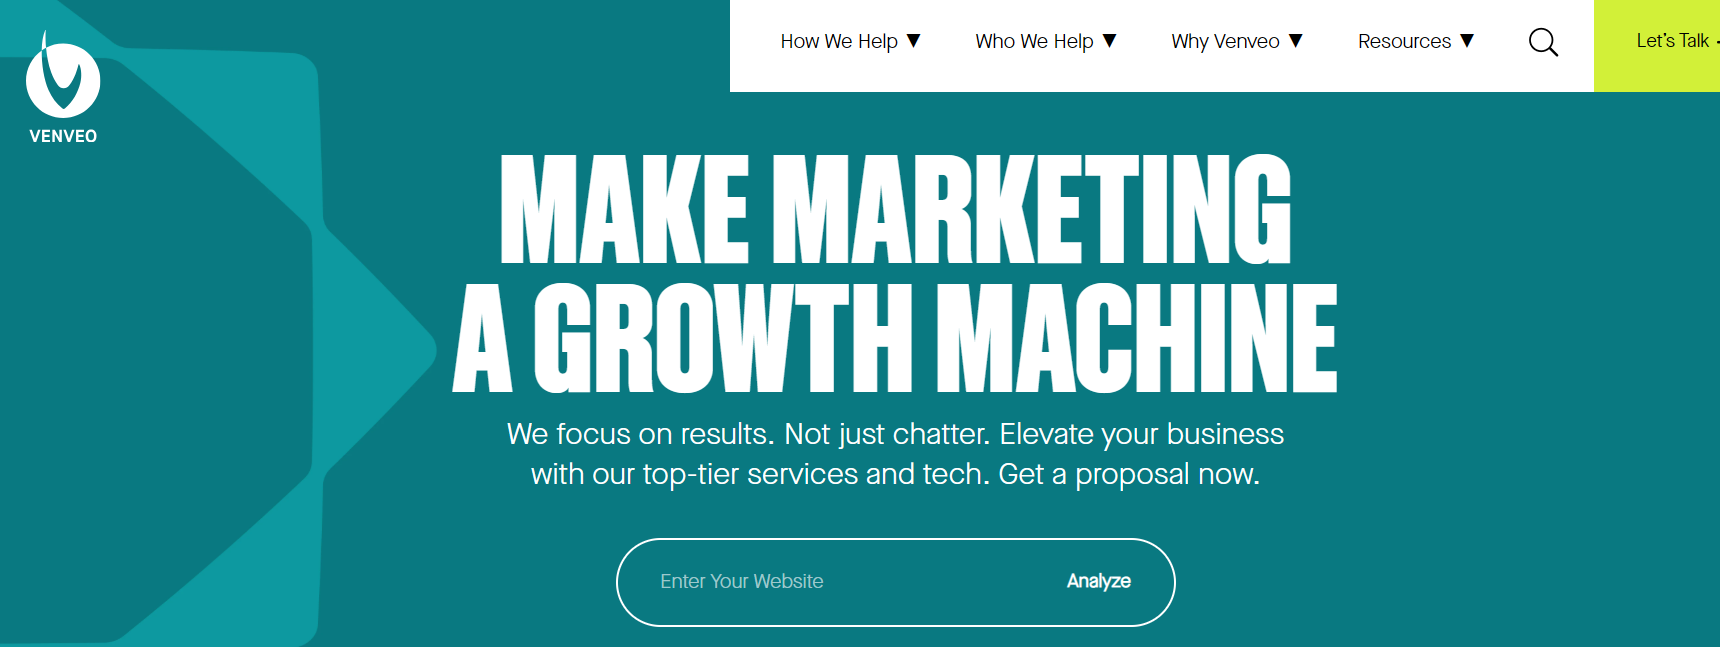 VENVEO
How We Help ▼
Who We Help ▼
Why Venveo ▼
Resources ▼
Let's Talk
MAKE MARKETING
A GROWTH MACHINE
We focus on results. Not just chatter. Elevate your business
with our top-tier services and tech. Get a proposal now.
Enter Your Website
Analyze